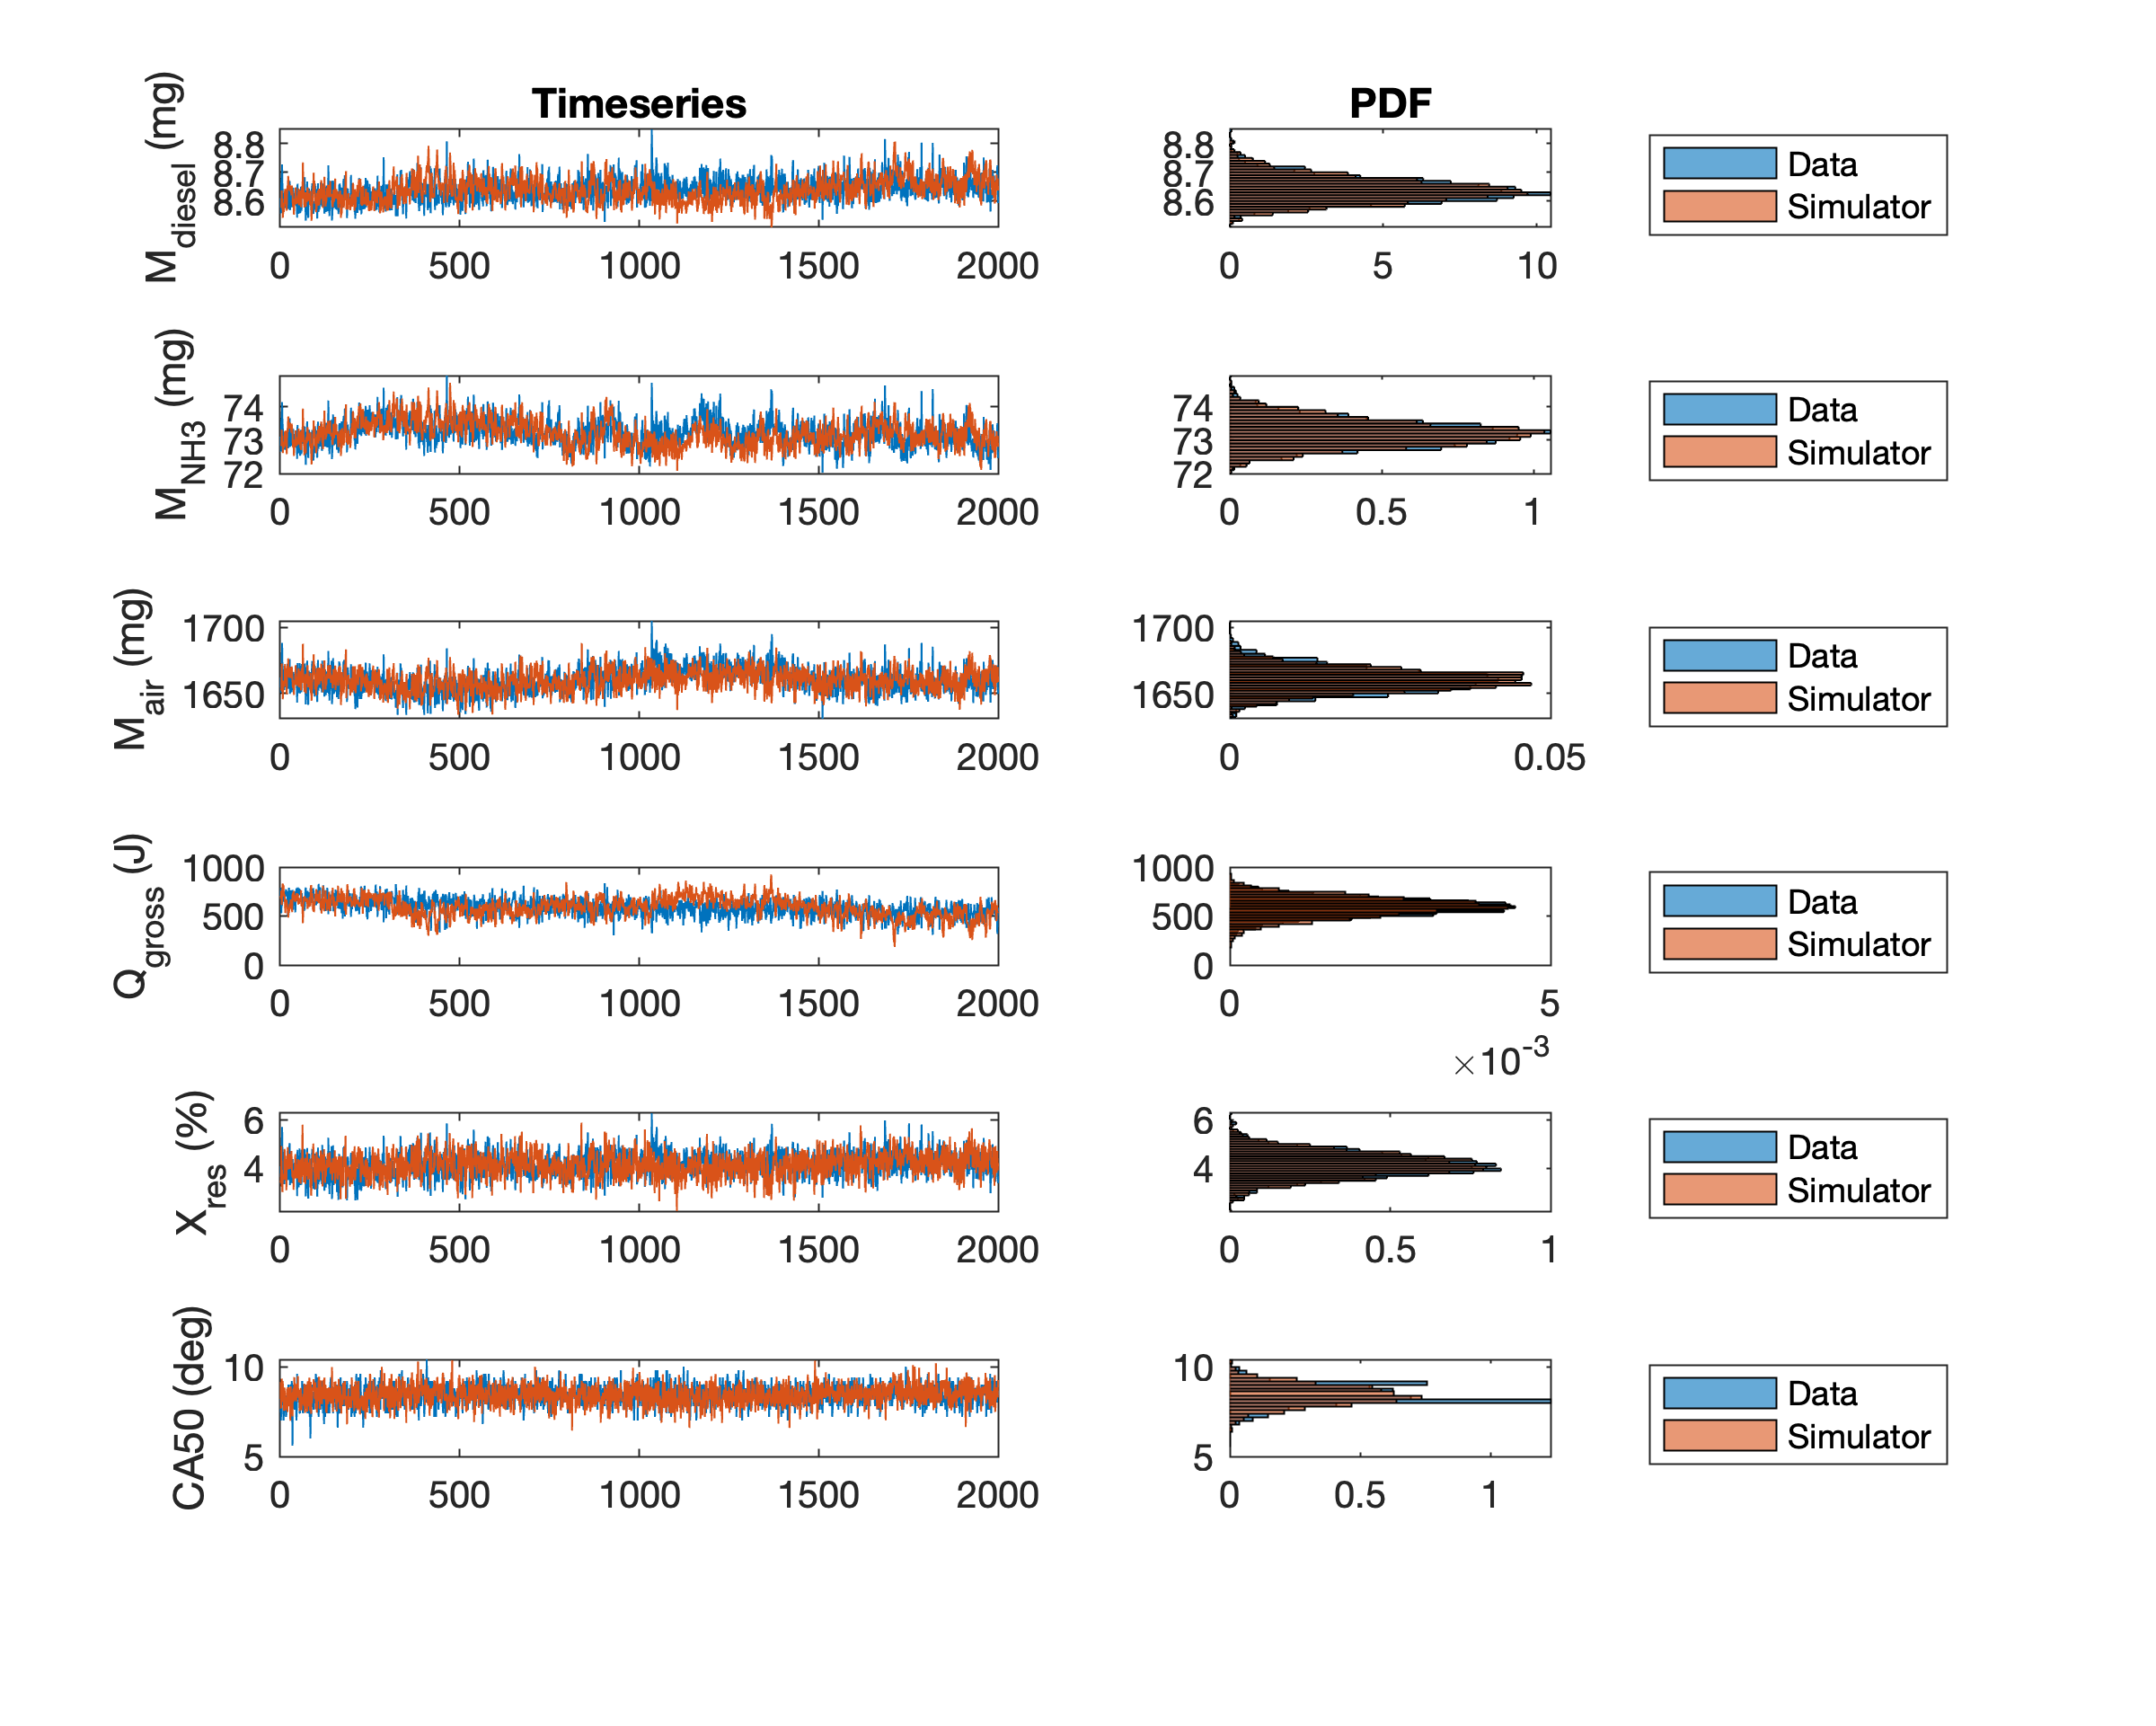 Timeseries
PDF
M_diesel (mg)
8.8
8.7
8.6
0 500 1000 1500 2000
8.8
8.7
8.6
0 5 10
Data
Simulator
M_NH3 (mg)
74
73
72
0 500 1000 1500 2000
74
73
72
0 0.5 1
Data
Simulator
M_air (mg)
1700
1650
0 500 1000 1500 2000
1700
1650
0 0.05
Data
Simulator
Q_gross (J)
1000
500
0
0 500 1000 1500 2000
1000
500
0
0 5
×10^-3
Data
Simulator
X_res (%)
6
4
0 500 1000 1500 2000
6
4
0 0.5 1
Data
Simulator
CA50 (deg)
10
5
0 500 1000 1500 2000
10
5
0 0.5 1
Data
Simulator